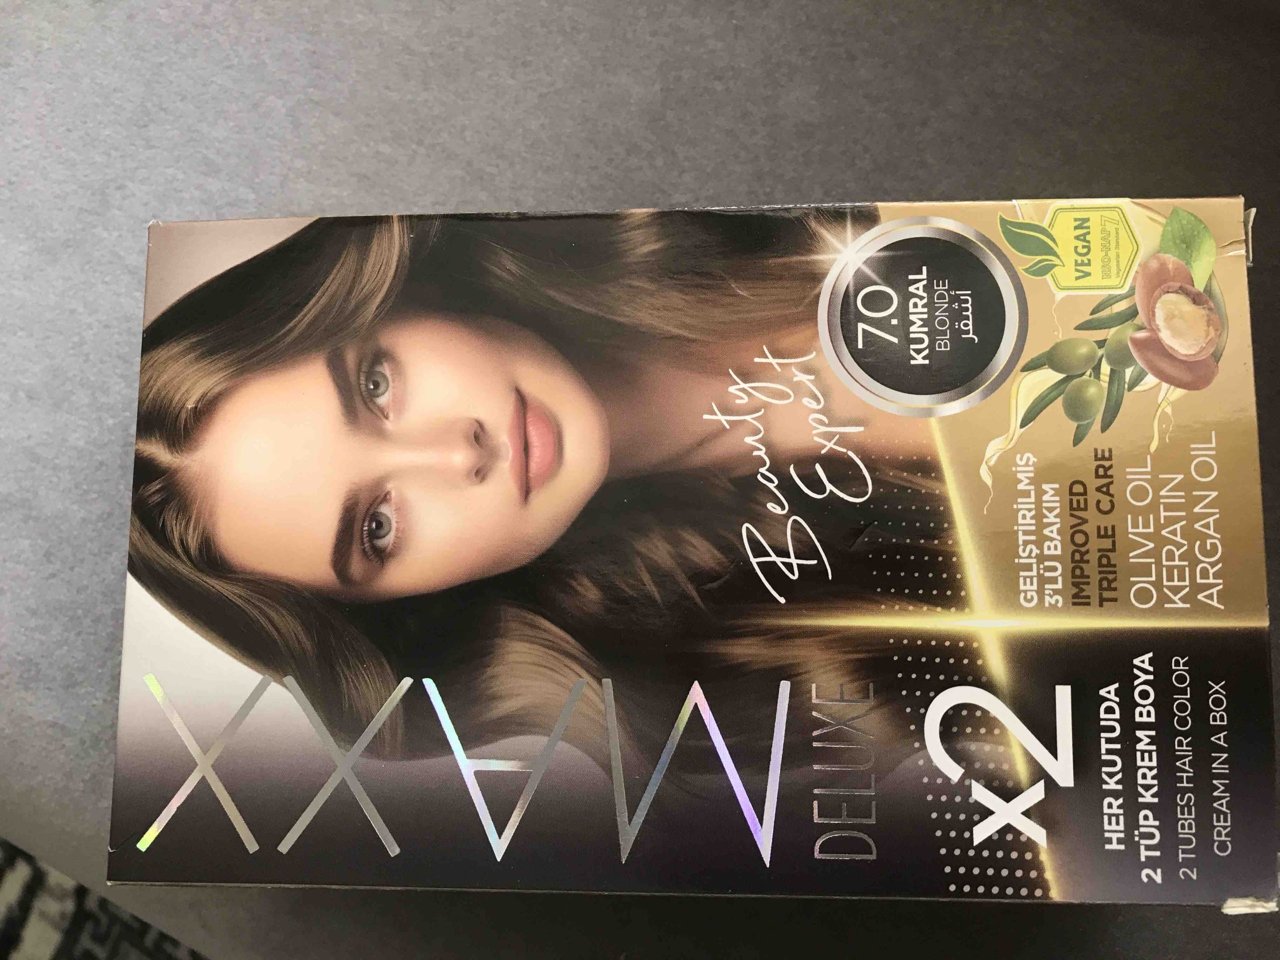 MAXX
DELUXE
Beauty
Expert
7.0
KUMRAL
BLONDE
أشقر
x2
HER KUTUDA
2 TÜP KREM BOYA
2 TUBES HAIR COLOR
CREAM IN A BOX
GELİŞTİRİLMİŞ
3'LÜ BAKIM
IMPROVED
TRIPLE CARE
OLIVE OIL
KERATIN
ARGAN OIL
VEGAN